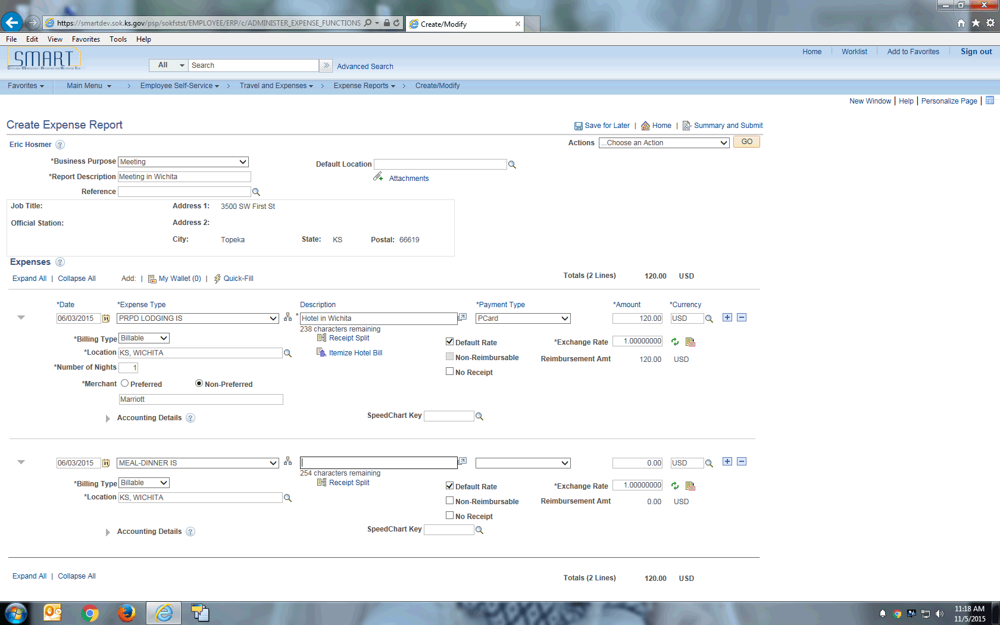 https://smartdev.sok.ks.gov/psp/sokfstst/EMPLOYEE/ERP/c/ADMINISTER_EXPENSE_FUNCTIONS
Create/Modify
File Edit View Favorites Tools Help
SMART
All Search Advanced Search
Home Worklist Add to Favorites Sign out
Favorites Main Menu > Employee Self-Service > Travel and Expenses > Expense Reports > Create/Modify
New Window | Help | Personalize Page |
Create Expense Report
Save for Later | Home | Summary and Submit
Eric Hosmer ?
Actions ...Choose an Action GO
*Business Purpose Meeting
Default Location
*Report Description Meeting in Wichita
Attachments
Reference
Job Title: Address 1: 3500 SW First St
Official Station: Address 2:
City: Topeka State: KS Postal: 66619
Expenses ?
Expand All | Collapse All Add: | My Wallet (0) | Quick-Fill Totals (2 Lines) 120.00 USD
*Date *Expense Type Description *Payment Type *Amount *Currency
06/03/2015 31 PRPD LODGING IS * Hotel in Wichita PCard 120.00 USD + −
238 characters remaining
*Billing Type Billable Receipt Split Default Rate *Exchange Rate 1.00000000
*Location KS, WICHITA Itemize Hotel Bill Non-Reimbursable Reimbursement Amt 120.00 USD
*Number of Nights 1 No Receipt
*Merchant Preferred Non-Preferred
Marriott
Accounting Details ? SpeedChart Key
06/03/2015 31 MEAL-DINNER IS 0.00 USD + −
254 characters remaining
*Billing Type Billable Receipt Split Default Rate *Exchange Rate 1.00000000
*Location KS, WICHITA Non-Reimbursable Reimbursement Amt 0.00 USD
No Receipt
Accounting Details ? SpeedChart Key
Expand All | Collapse All Totals (2 Lines) 120.00 USD
11:18 AM
11/5/2015